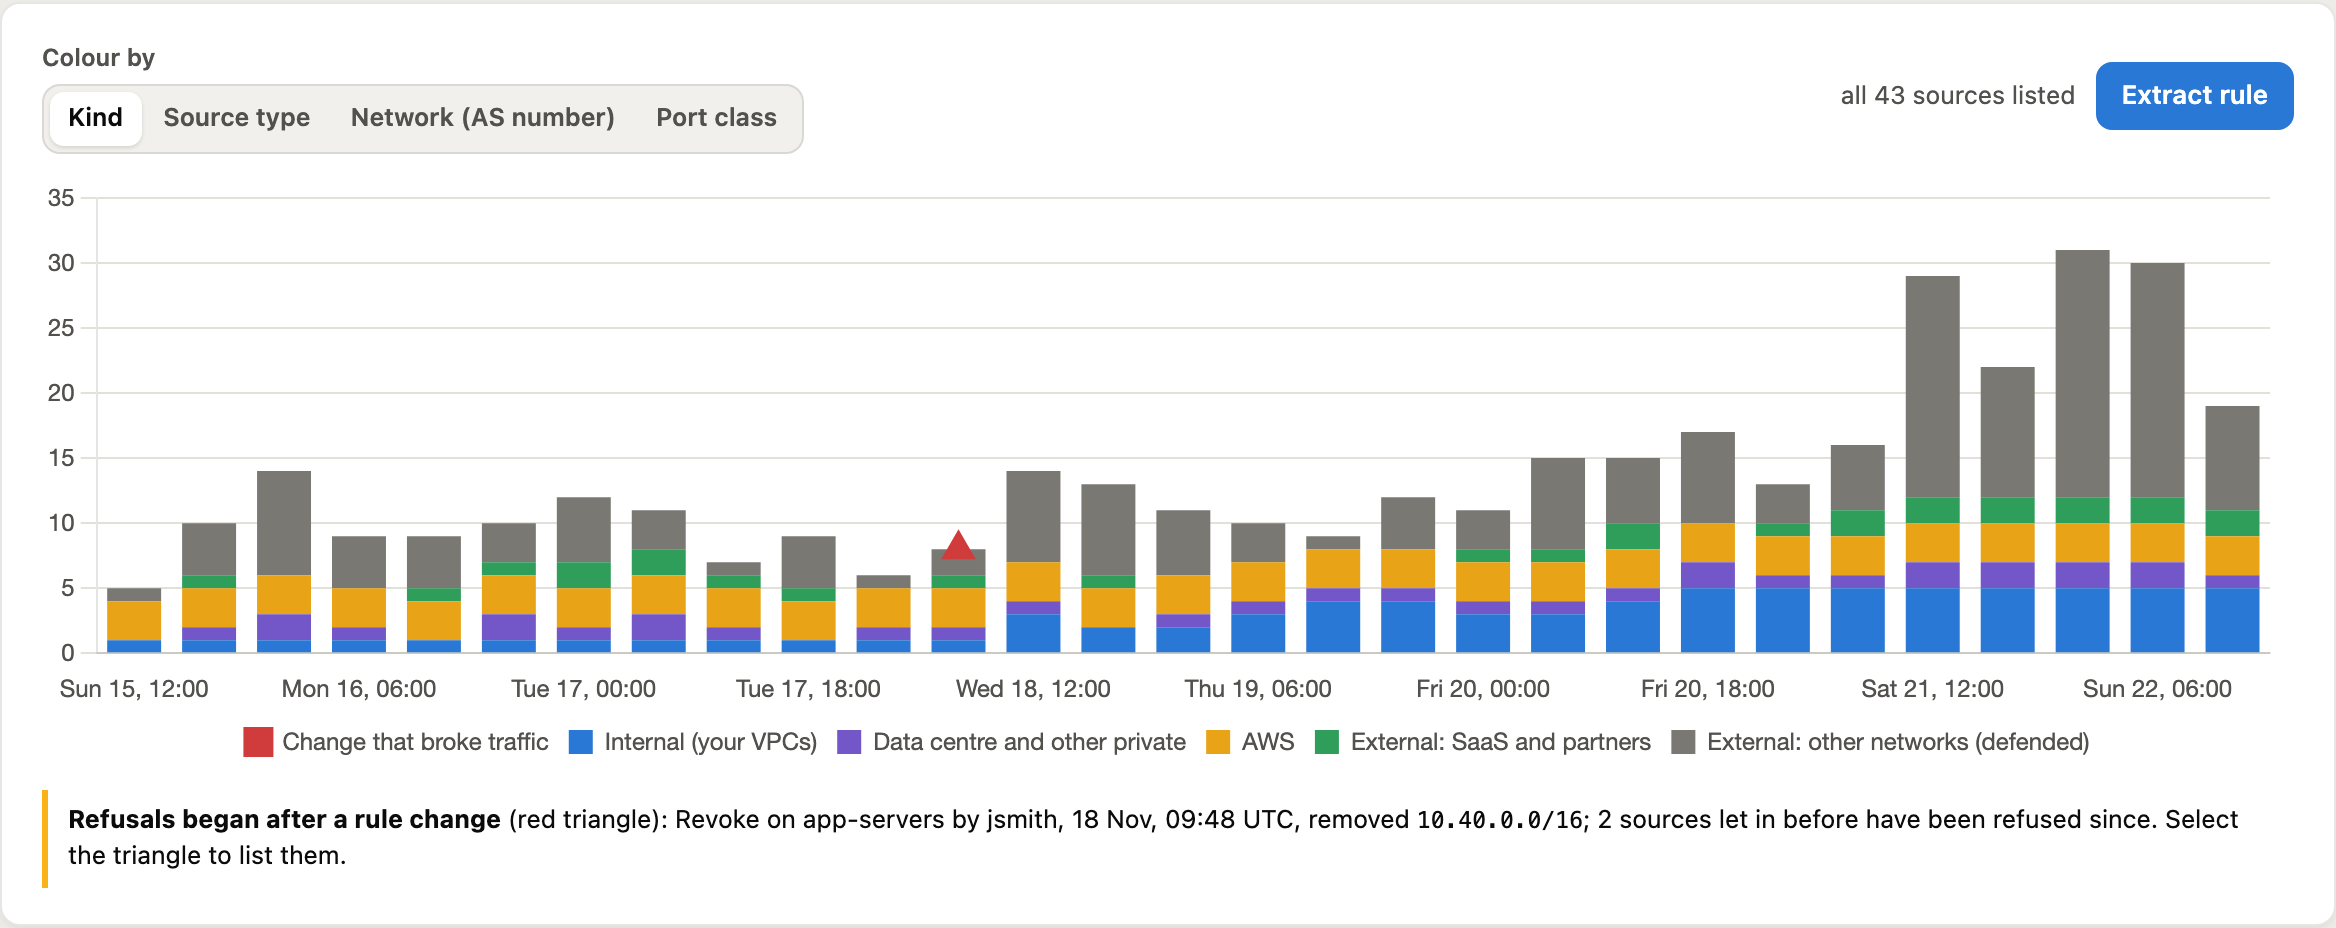 Colour by
Kind Source type Network (AS number) Port class
all 43 sources listed
Extract rule
35
30
25
20
15
10
5
0
Sun 15, 12:00 Mon 16, 06:00 Tue 17, 00:00 Tue 17, 18:00 Wed 18, 12:00 Thu 19, 06:00 Fri 20, 00:00 Fri 20, 18:00 Sat 21, 12:00 Sun 22, 06:00
Change that broke traffic Internal (your VPCs) Data centre and other private AWS External: SaaS and partners External: other networks (defended)
Refusals began after a rule change (red triangle): Revoke on app-servers by jsmith, 18 Nov, 09:48 UTC, removed 10.40.0.0/16; 2 sources let in before have been refused since. Select
the triangle to list them.